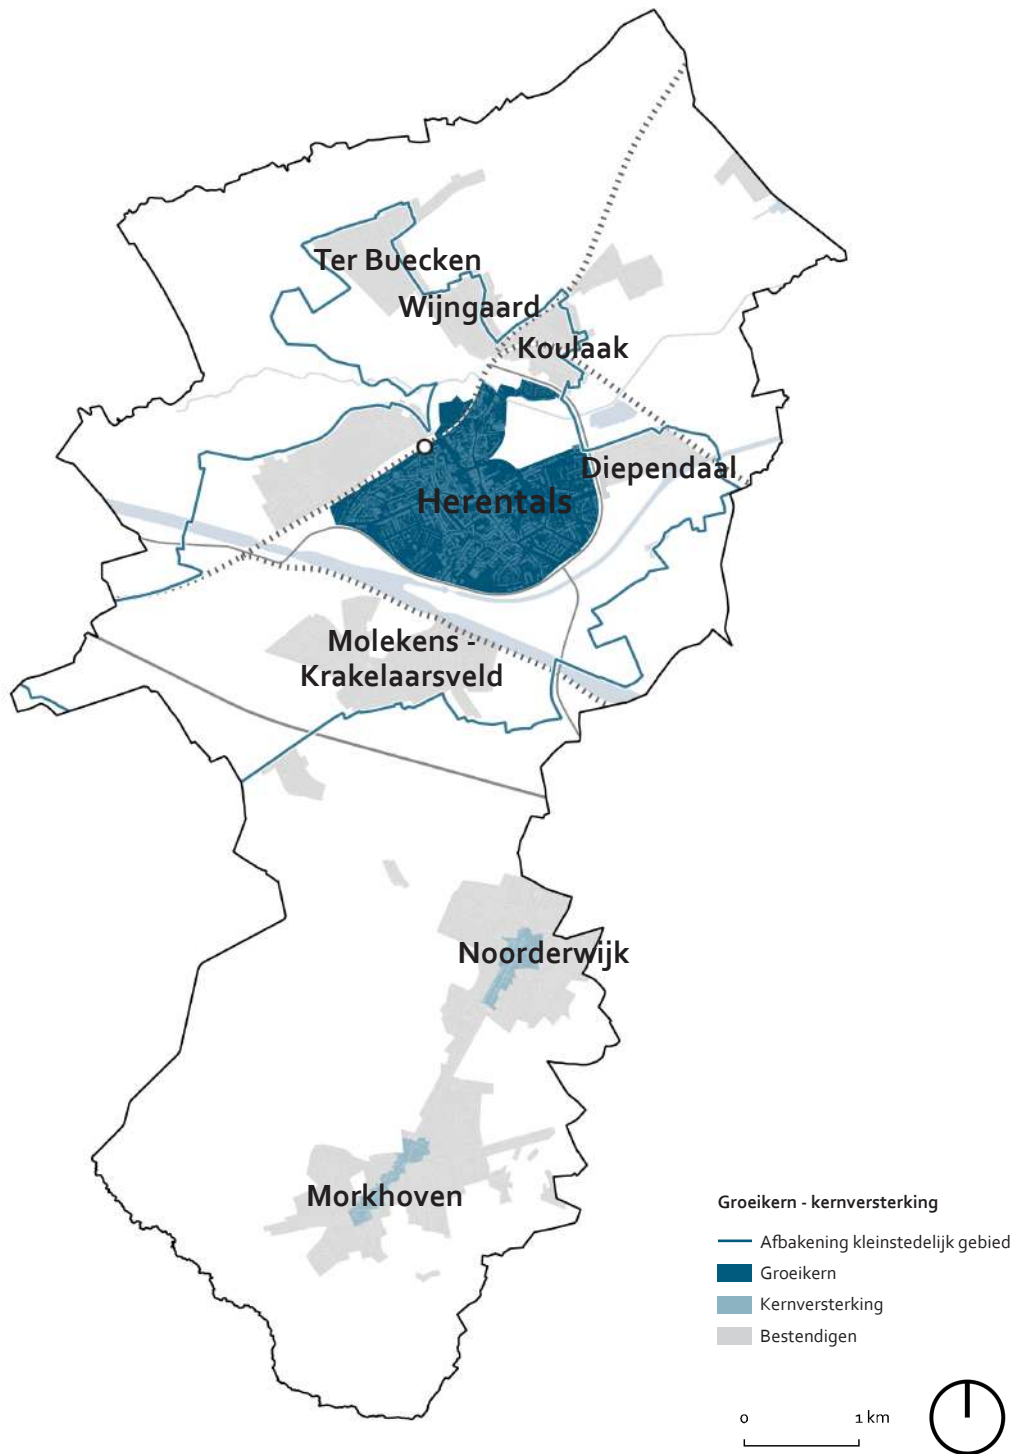 Ter Buecken
Wijngaard
Koulaak
Diependaal
Herentals
Molekens -
Krakelaarsveld
Noorderwijk
Morkhoven
Groeikern - kernversterking
Afbakening kleinstedelijk gebied
Groeikern
Kernversterking
Bestendigen
0 1 km